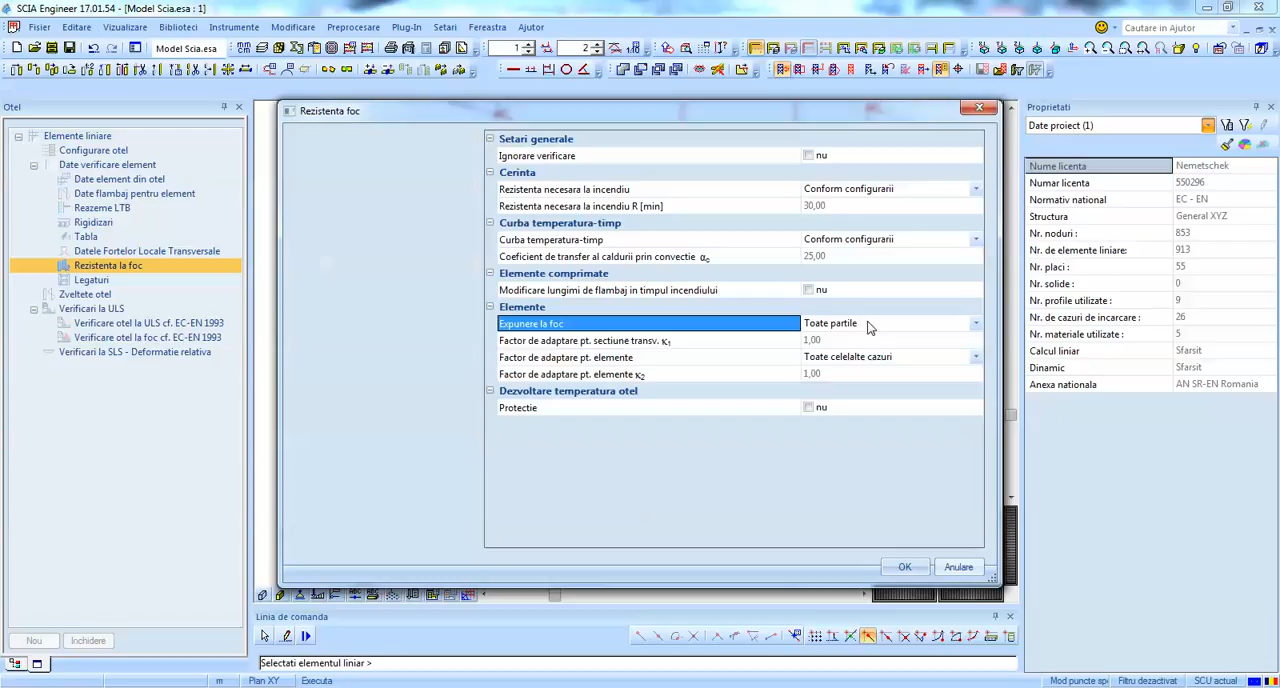 SCIA Engineer 17.01.54 - [Model Scia.esa : 1]
Fisier Editare Vizualizare Biblioteci Instrumente Modificare Preprocesare Plug-In Setari Fereastra Ajutor Cautare in Ajutor
Model Scia.esa 1 2
Otel
Elemente liniare
Configurare otel
Date verificare element
Date element din otel
Date flambaj pentru element
Reazeme LTB
Rigidizari
Tabla
Datele Fortelor Locale Transversale
Rezistenta la foc
Legaturi
Zveltete otel
Verificari la ULS
Verificare otel la ULS cf. EC-EN 1993
Verificare otel la foc cf. EC-EN 1993
Verificari la SLS - Deformatie relativa
Nou Inchidere
Rezistenta foc
Setari generale
Ignorare verificare nu
Cerinta
Rezistenta necesara la incendiu Conform configurarii
Rezistenta necesara la incendiu R [min] 30,00
Curba temperatura-timp
Curba temperatura-timp Conform configurarii
Coeficient de transfer al caldurii prin convectie αc 25,00
Elemente comprimate
Modificare lungimi de flambaj in timpul incendiului nu
Elemente
Expunere la foc Toate partile
Factor de adaptare pt. sectiune transv. κ1 1,00
Factor de adaptare pt. elemente Toate celelalte cazuri
Factor de adaptare pt. elemente κ2 1,00
Dezvoltare temperatura otel
Protectie nu
OK Anulare
Proprietati
Date proiect (1)
Nume licenta Nemetschek
Numar licenta 550296
Normativ national EC - EN
Structura General XYZ
Nr. noduri : 853
Nr. de elemente liniare: 913
Nr. placi : 55
Nr. solide : 0
Nr. profile utilizate : 9
Nr. de cazuri de incarcare : 26
Nr. materiale utilizate : 5
Calcul liniar Sfarsit
Dinamic Sfarsit
Anexa nationala AN SR-EN Romania
Linia de comanda
Selectati elementul liniar >
m Plan XY Executa Mod puncte sp Filtru dezactivat SCU actual